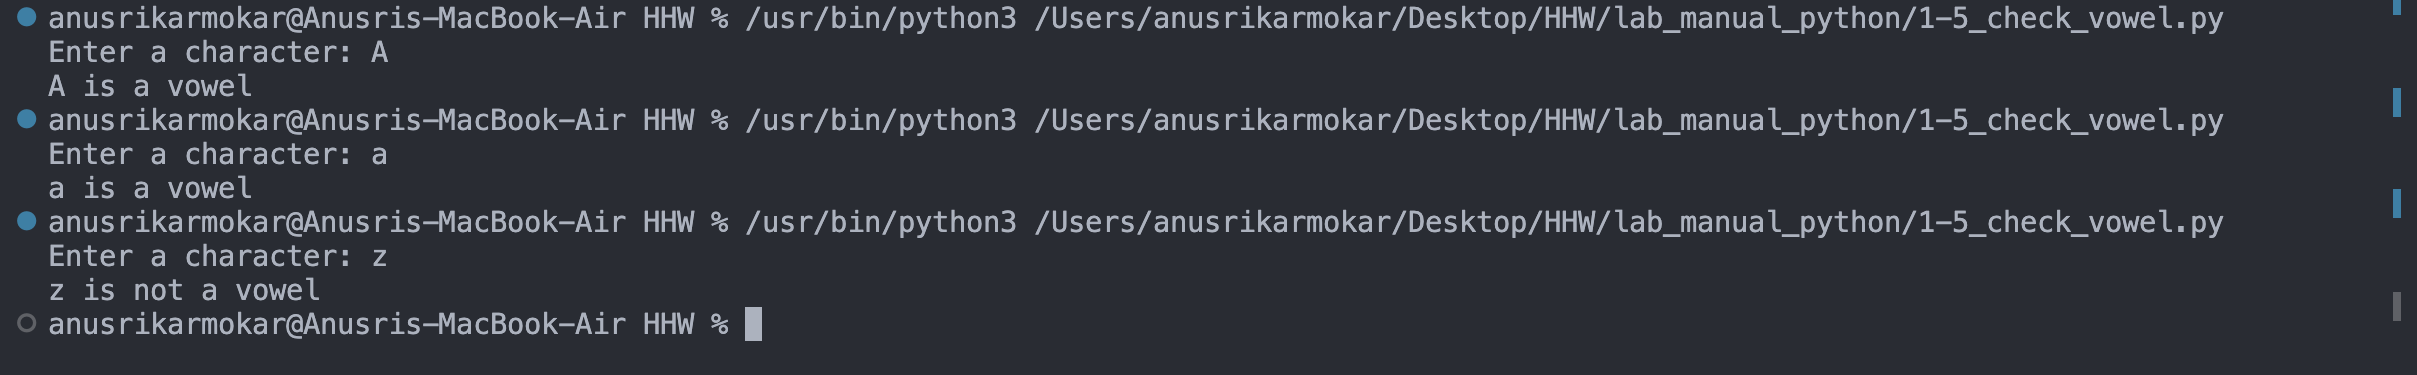 anusrikarmokar@Anusris-MacBook-Air HHW % /usr/bin/python3 /Users/anusrikarmokar/Desktop/HHW/lab_manual_python/1-5_check_vowel.py
Enter a character: A
A is a vowel
anusrikarmokar@Anusris-MacBook-Air HHW % /usr/bin/python3 /Users/anusrikarmokar/Desktop/HHW/lab_manual_python/1-5_check_vowel.py
Enter a character: a
a is a vowel
anusrikarmokar@Anusris-MacBook-Air HHW % /usr/bin/python3 /Users/anusrikarmokar/Desktop/HHW/lab_manual_python/1-5_check_vowel.py
Enter a character: z
z is not a vowel
anusrikarmokar@Anusris-MacBook-Air HHW %